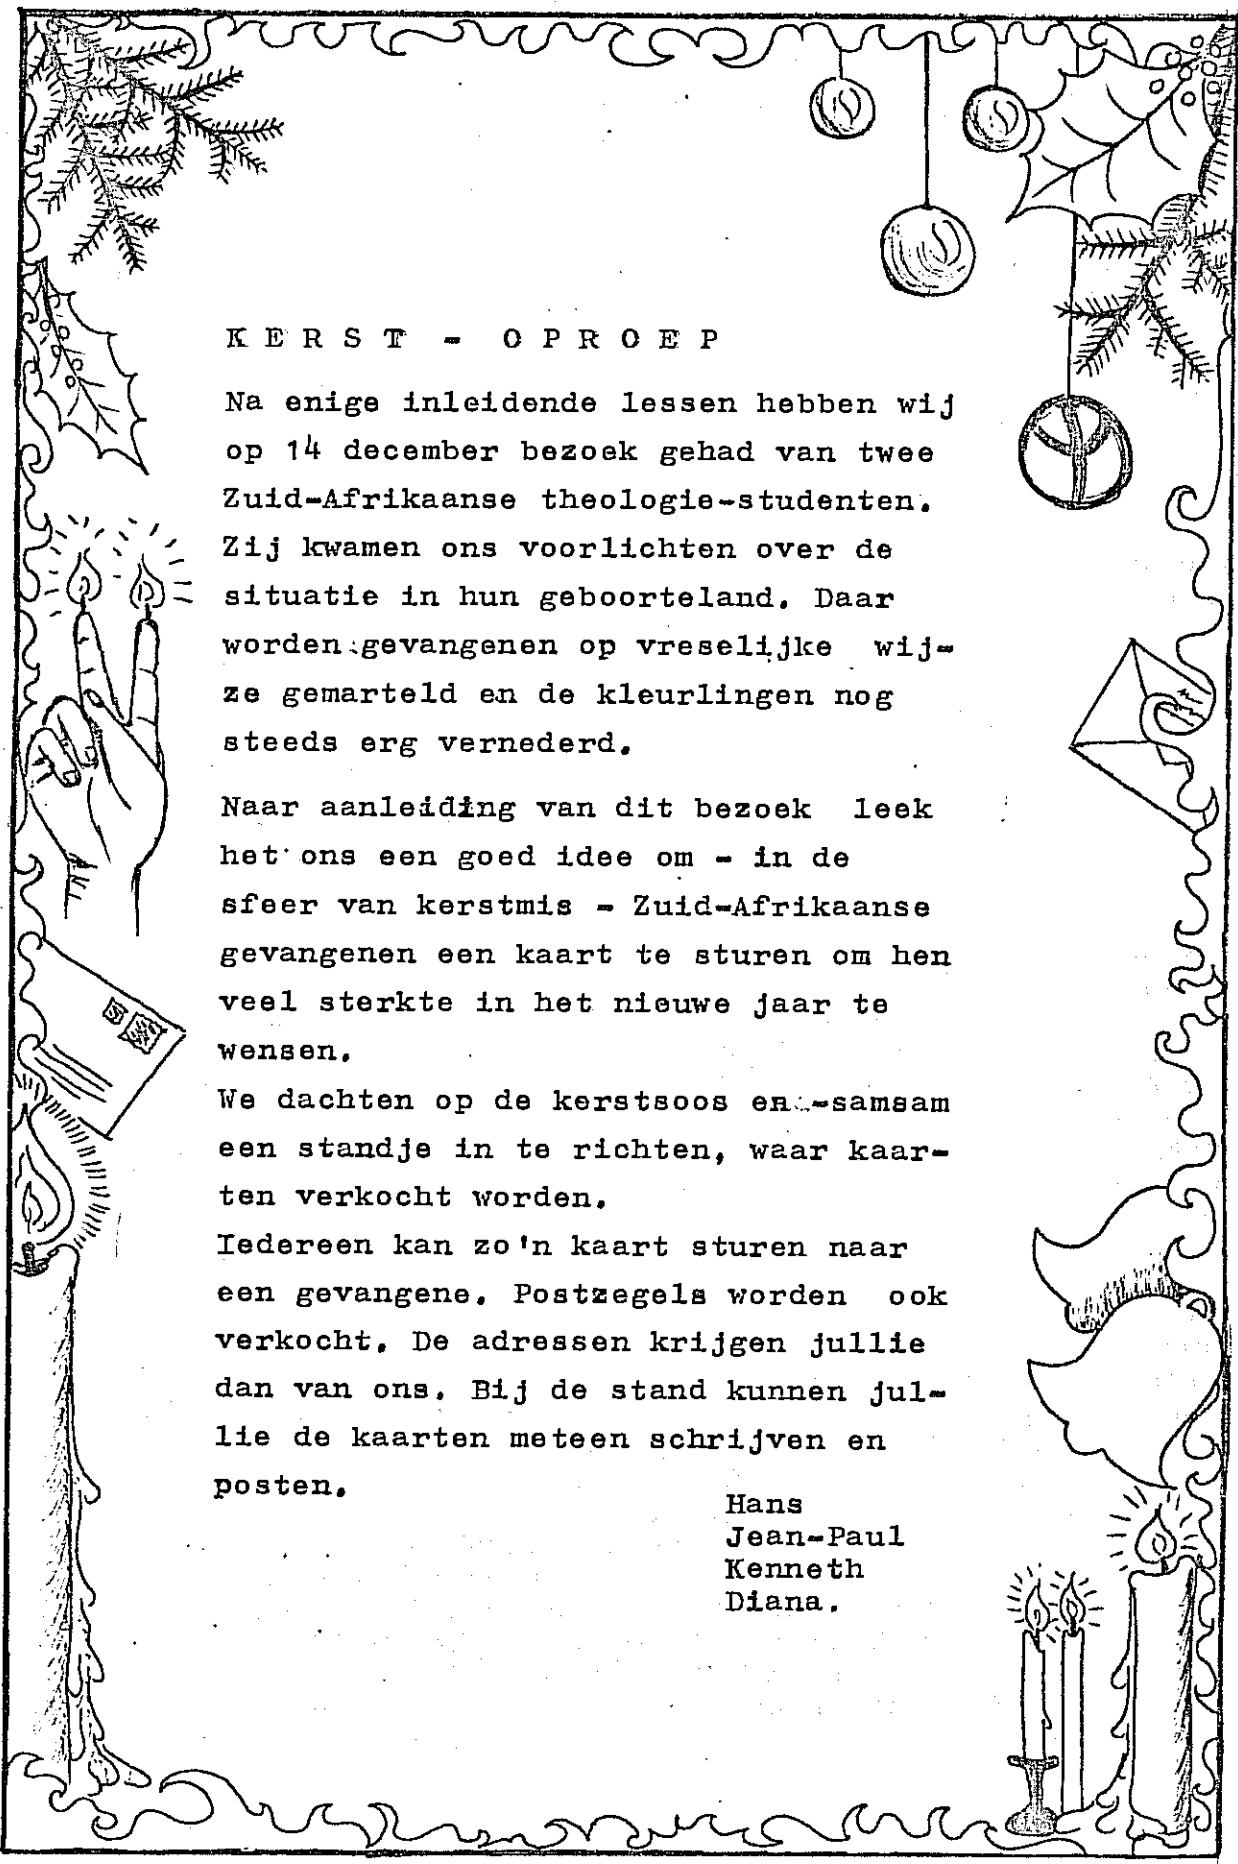 KERST - OPROEP
Na enige inleidende lessen hebben wij
op 14 december bezoek gehad van twee
Zuid-Afrikaanse theologie-studenten.
Zij kwamen ons voorlichten over de
situatie in hun geboorteland. Daar
worden gevangenen op vreselijke wij-
ze gemarteld en de kleurlingen nog
steeds erg vernederd.
Naar aanleiding van dit bezoek leek
het ons een goed idee om - in de
sfeer van kerstmis - Zuid-Afrikaanse
gevangenen een kaart te sturen om hen
veel sterkte in het nieuwe jaar te
wensen.
We dachten op de kerstsoos en -samsam
een standje in te richten, waar kaar-
ten verkocht worden.
Iedereen kan zo'n kaart sturen naar
een gevangene. Postzegels worden ook
verkocht. De adressen krijgen jullie
dan van ons. Bij de stand kunnen jul-
lie de kaarten meteen schrijven en
posten.
Hans
Jean-Paul
Kenneth
Diana.